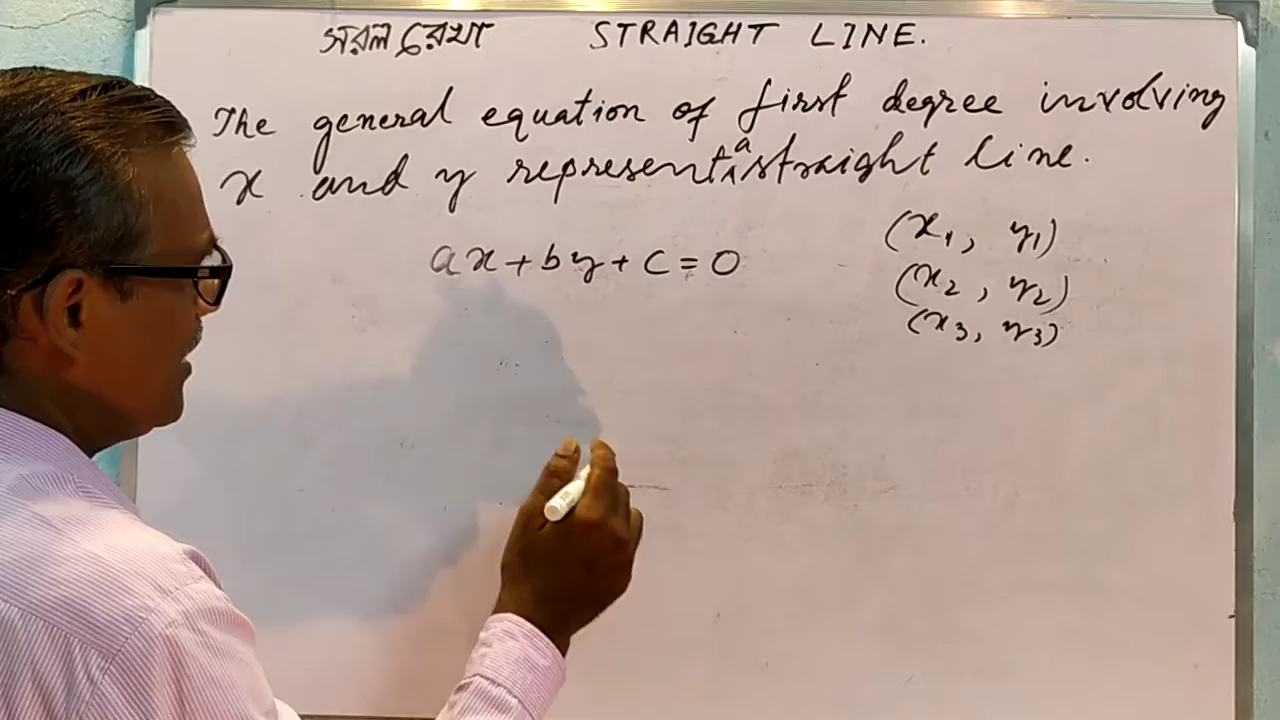 সরল রেখা STRAIGHT LINE.
The general equation of first degree involving
x and y represent a straight line.
ax+by+c=0
(x₁, y₁)
(x₂, y₂)
(x₃, y₃)